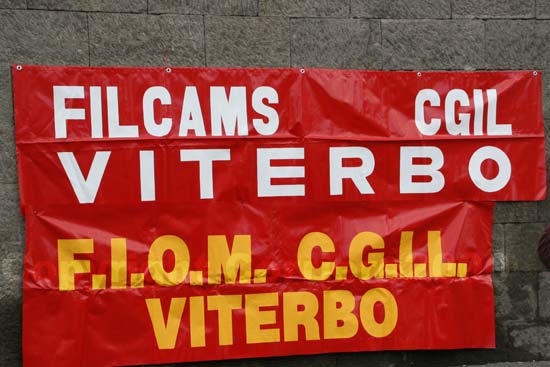 FILCAMS CGIL
VITERBO
F.I.O.M. C.G.I.L.
VITERBO